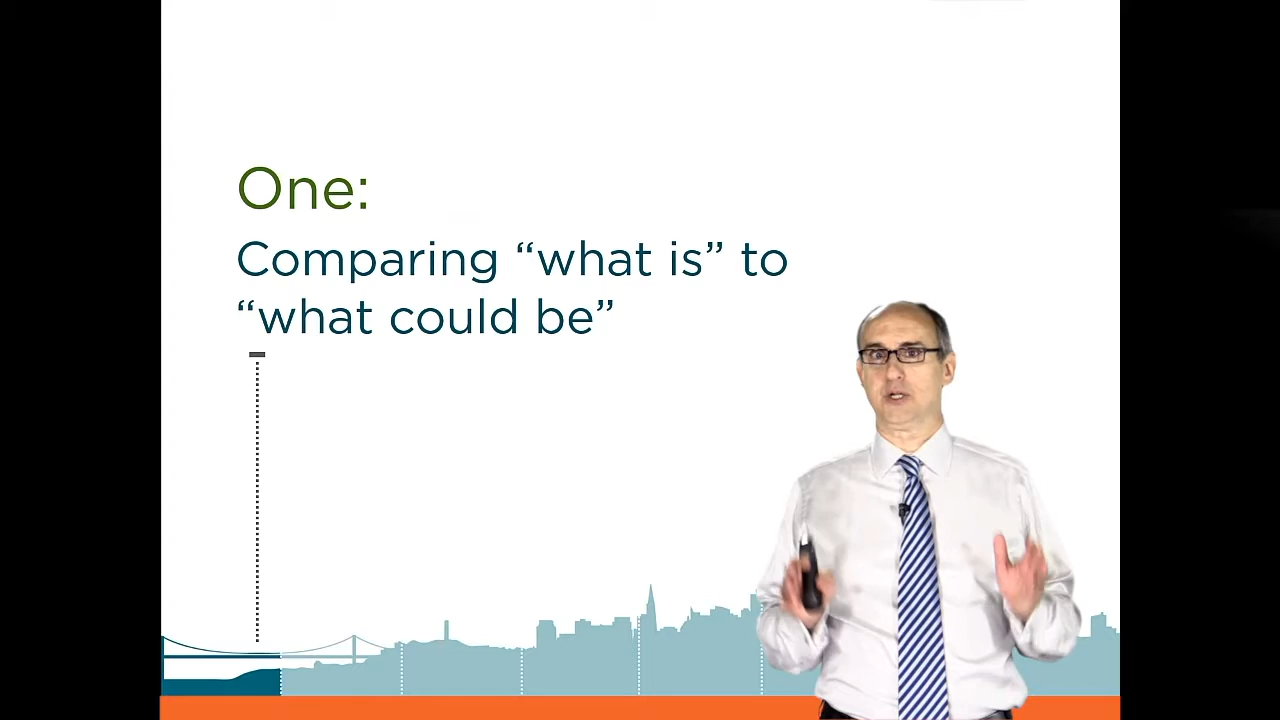 One:
Comparing “what is” to
“what could be”